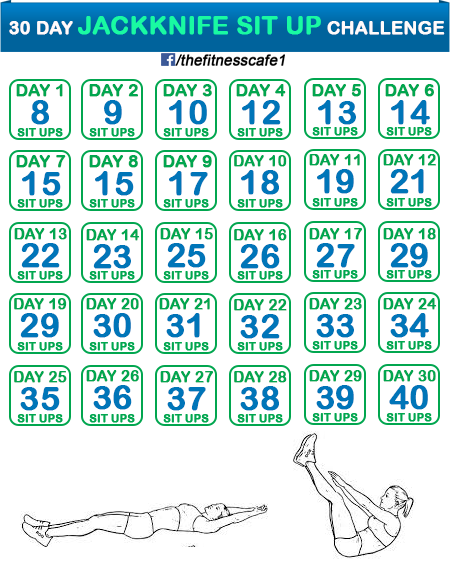 30 DAY JACKKNIFE SIT UP CHALLENGE
f/thefitnesscafe1
DAY 1 DAY 2 DAY 3 DAY 4 DAY 5 DAY 6
8 9 10 12 13 14
SIT UPS SIT UPS SIT UPS SIT UPS SIT UPS SIT UPS
DAY 7 DAY 8 DAY 9 DAY 10 DAY 11 DAY 12
15 15 17 18 19 21
SIT UPS SIT UPS SIT UPS SIT UPS SIT UPS SIT UPS
DAY 13 DAY 14 DAY 15 DAY 16 DAY 17 DAY 18
22 23 25 26 27 29
SIT UPS SIT UPS SIT UPS SIT UPS SIT UPS SIT UPS
DAY 19 DAY 20 DAY 21 DAY 22 DAY 23 DAY 24
29 30 31 32 33 34
SIT UPS SIT UPS SIT UPS SIT UPS SIT UPS SIT UPS
DAY 25 DAY 26 DAY 27 DAY 28 DAY 29 DAY 30
35 36 37 38 39 40
SIT UPS SIT UPS SIT UPS SIT UPS SIT UPS SIT UPS